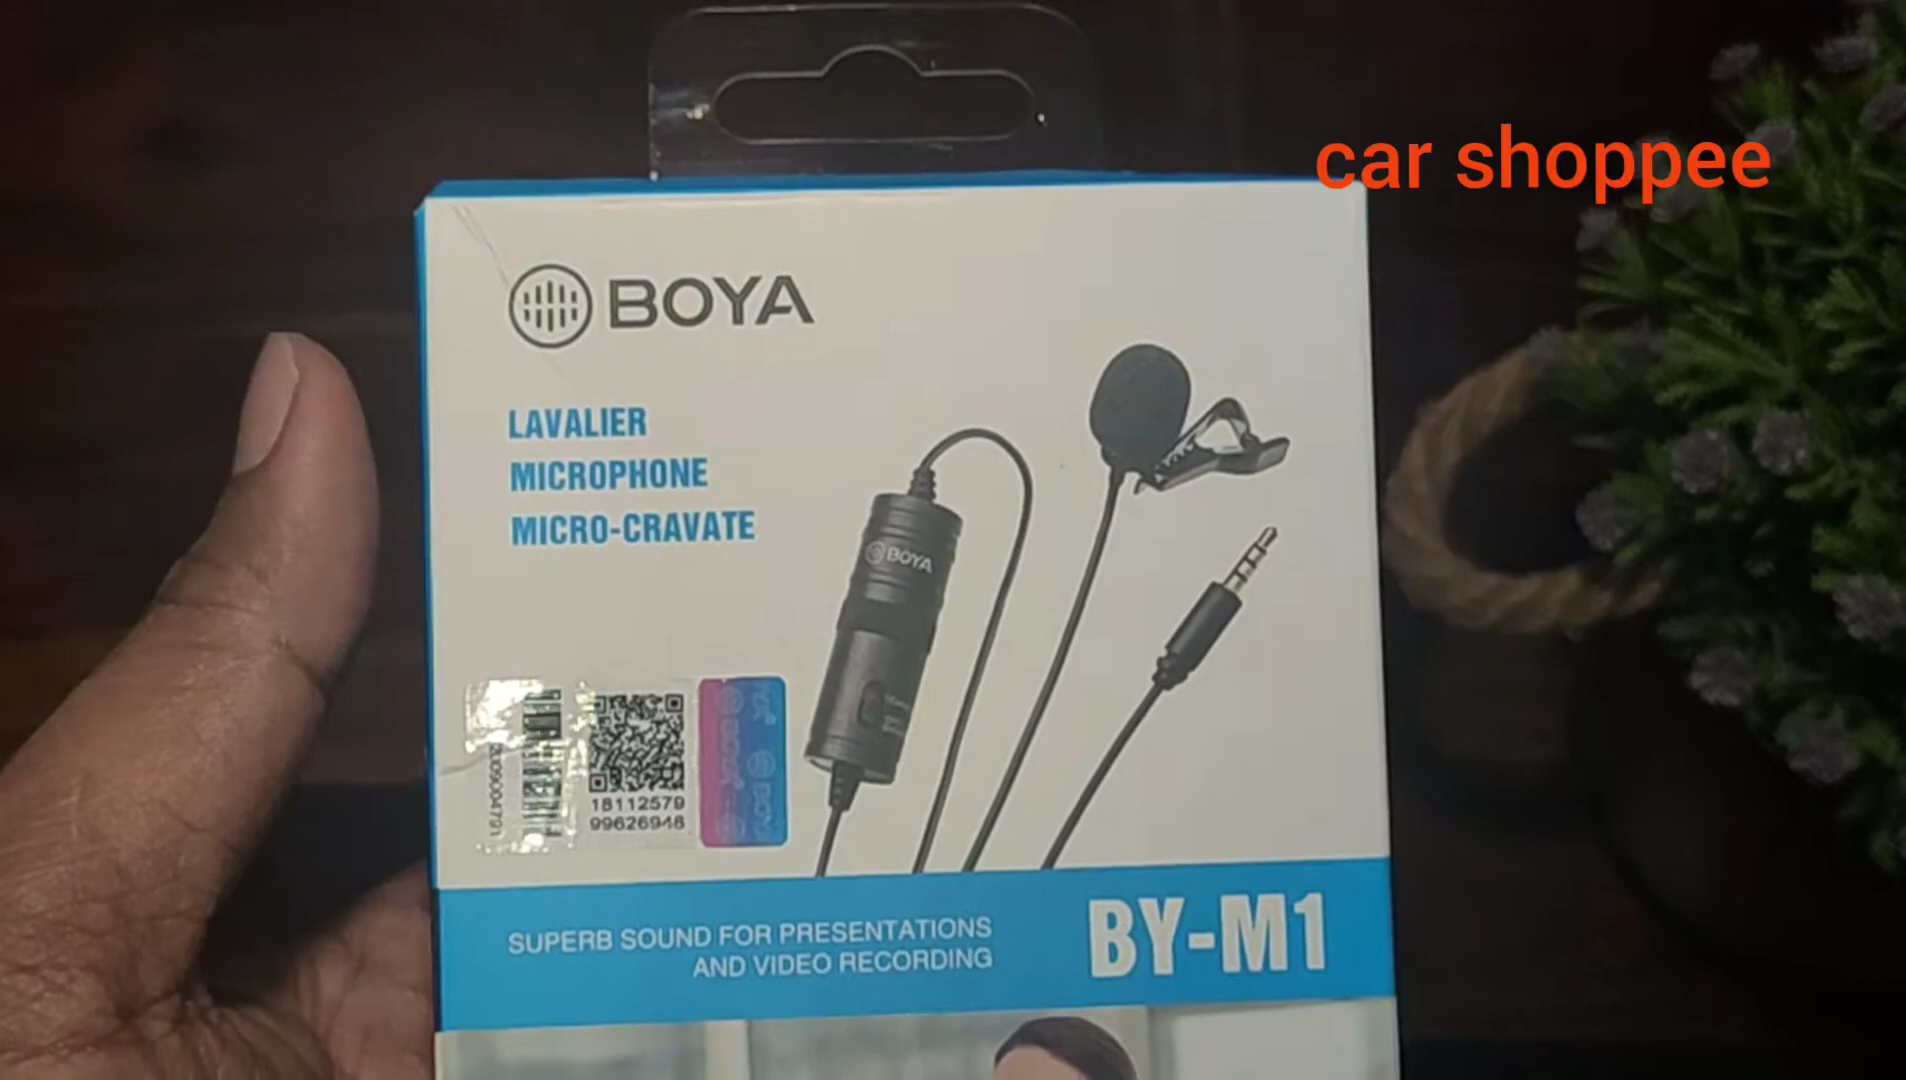 car shoppee
BOYA
LAVALIER
MICROPHONE
MICRO-CRAVATE
BOYA
18112579
99626948
SUPERB SOUND FOR PRESENTATIONS
AND VIDEO RECORDING
BY-M1